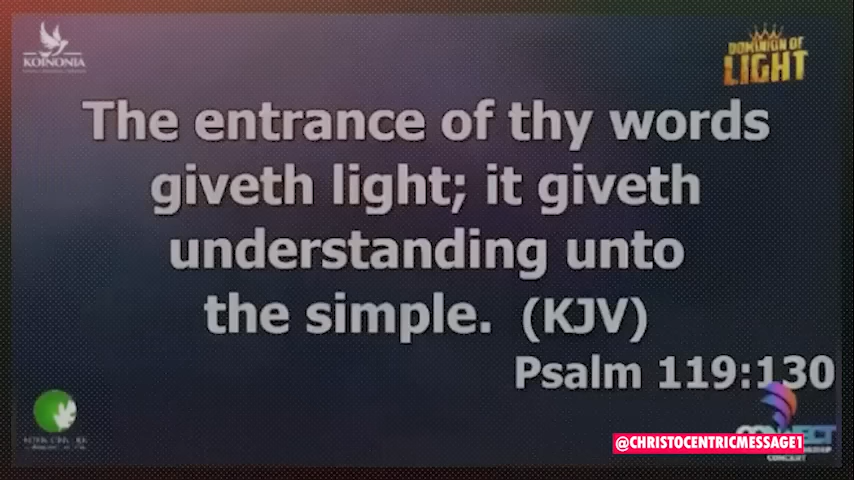 KOINONIA
DOMINION OF
LIGHT
The entrance of thy words
giveth light; it giveth
understanding unto
the simple. (KJV)
Psalm 119:130
@CHRISTOCENTRICMESSAGE1
CONCERT